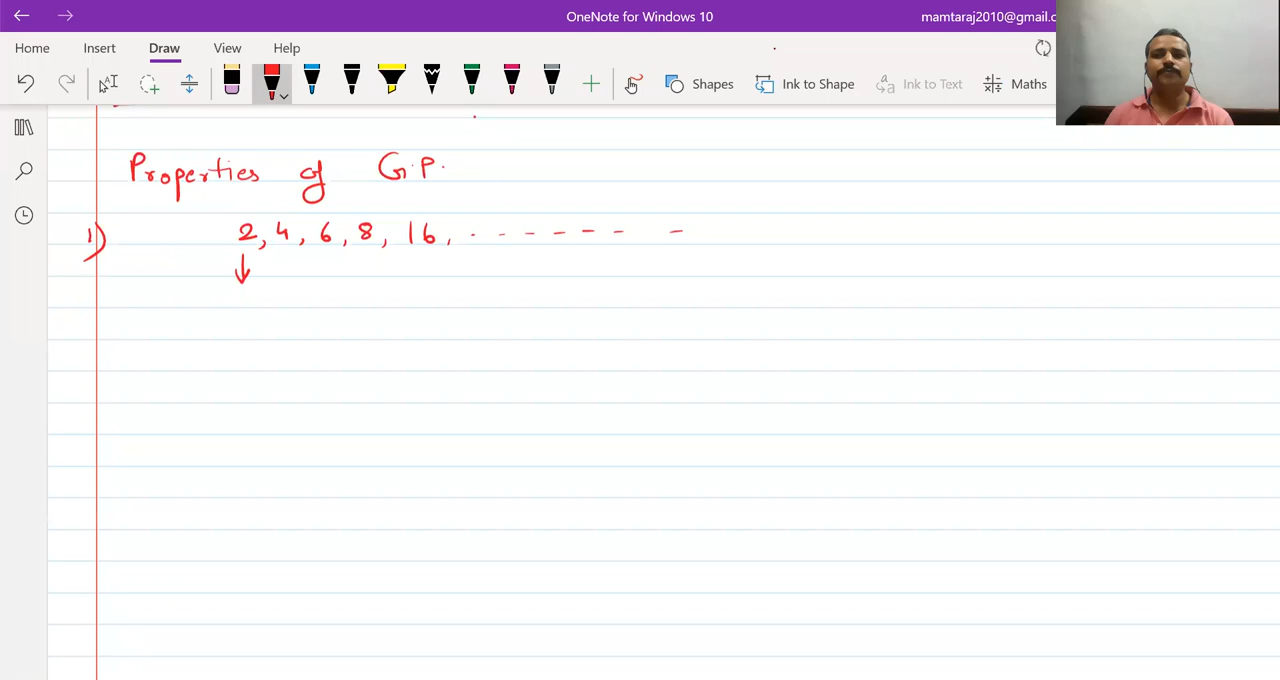 OneNote for Windows 10
mamtaraj2010@gmail.c
Home Insert Draw View Help
Shapes Ink to Shape Ink to Text Maths
Properties of G.P.
1) 2, 4, 6, 8, 16, - - - - - - -